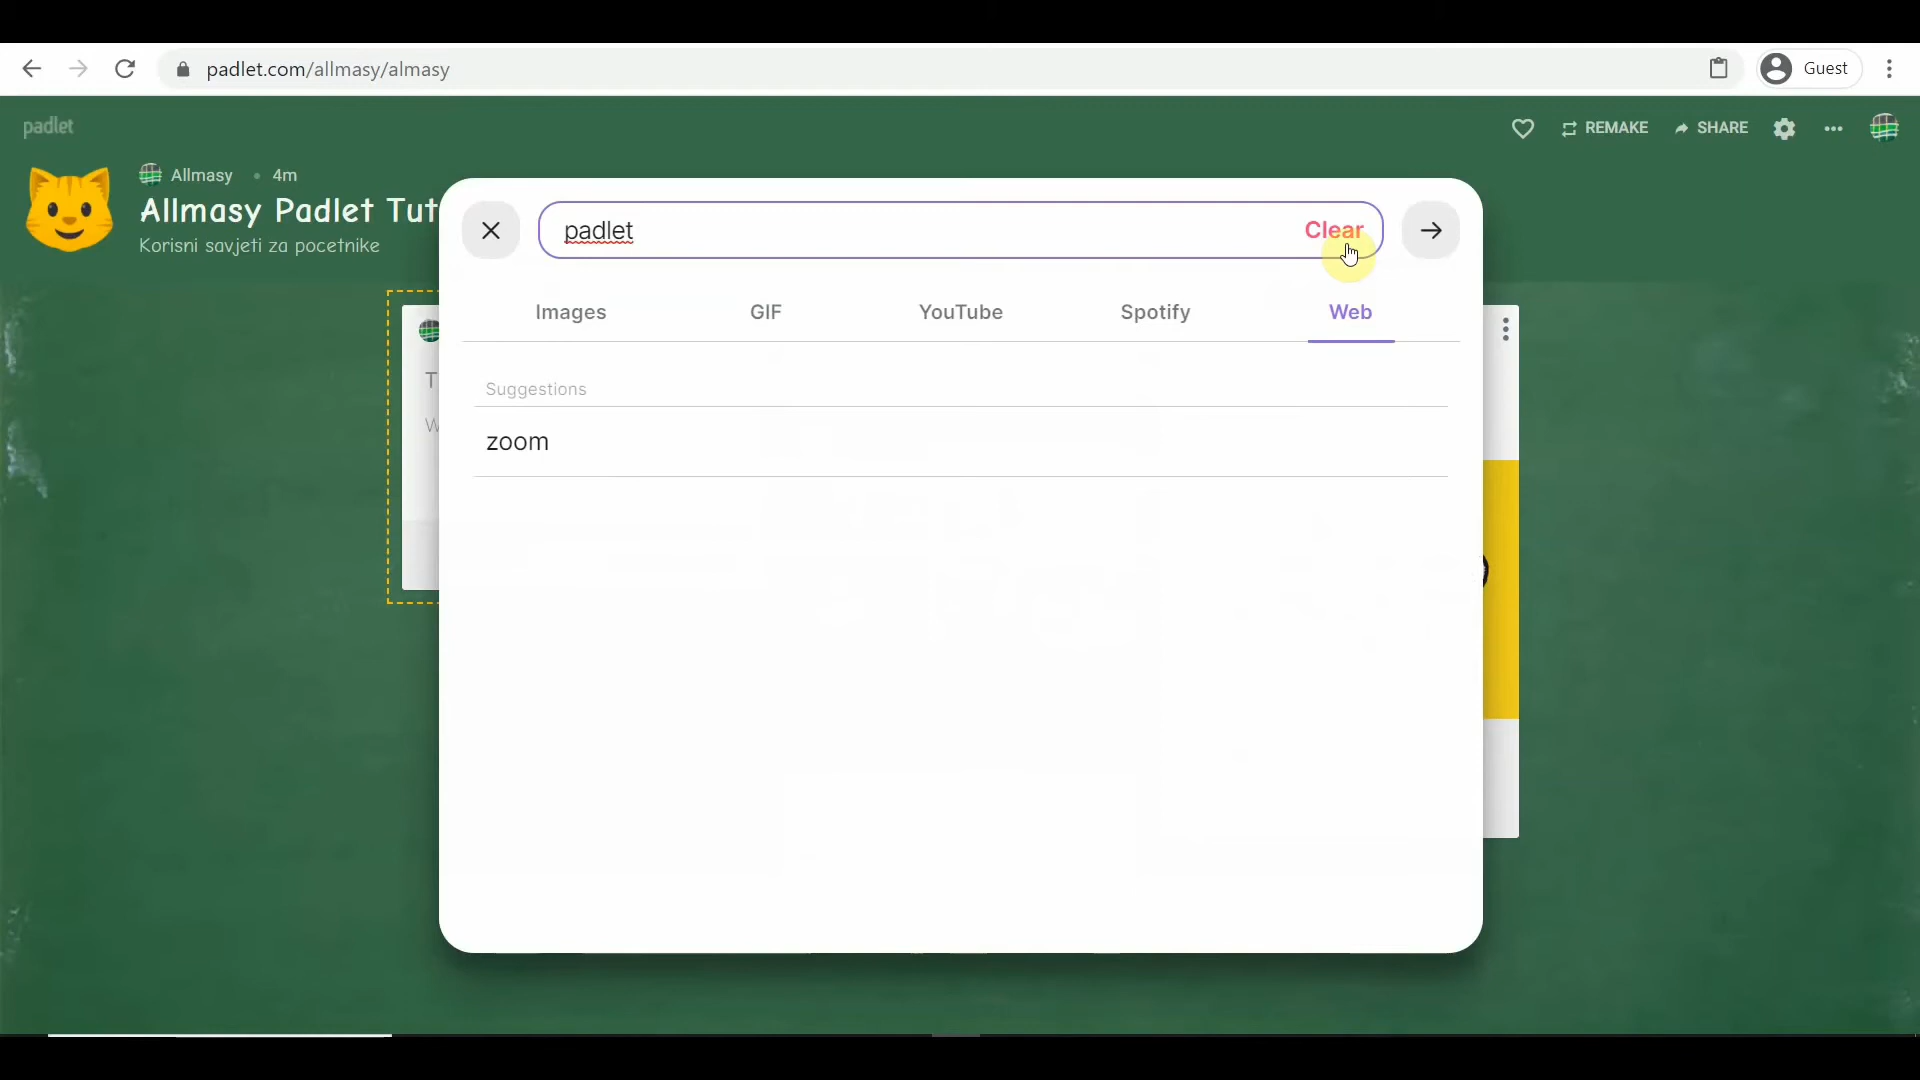 padlet.com/allmasy/almasy
Guest
padlet
REMAKE
SHARE
Allmasy • 4m
Allmasy Padlet Tut
Korisni savjeti za pocetnike
padlet
Clear
Images
GIF
YouTube
Spotify
Web
T
W
Suggestions
zoom